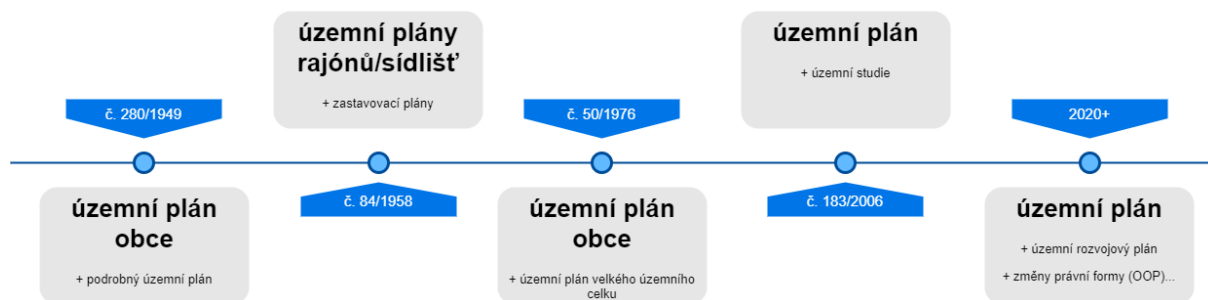 územní plány
rajónů/sídlišť
+ zastavovací plány
územní plán
+ územní studie
č. 280/1949
č. 50/1976
2020+
č. 84/1958
č. 183/2006
územní plán
obce
+ podrobný územní plán
územní plán
obce
+ územní plán velkého územního
celku
územní plán
+ územní rozvojový plán
+ změny právní formy (OOP)...